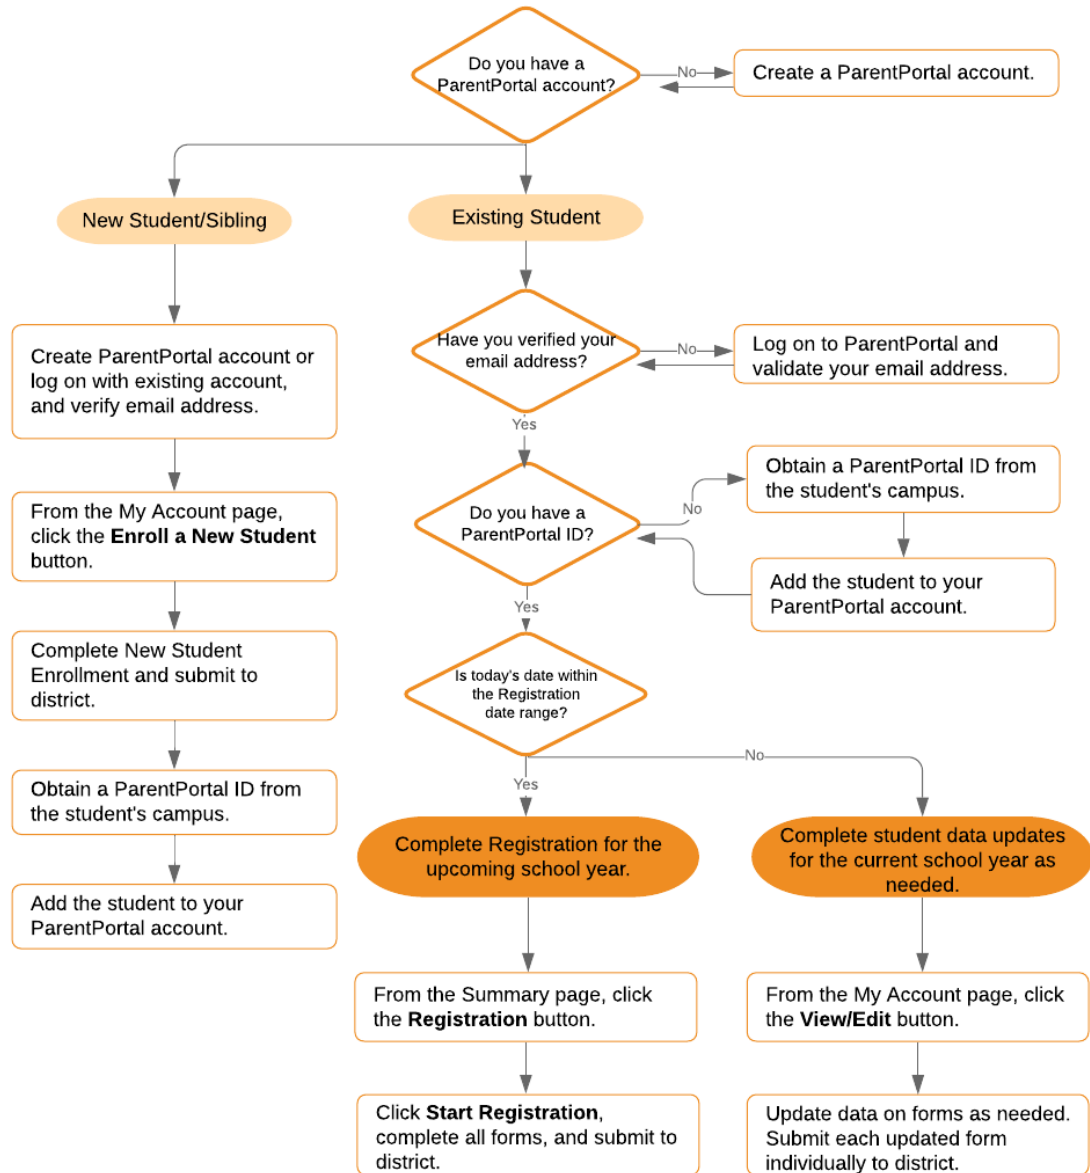 Do you have a
ParentPortal account?
No
Create a ParentPortal account.
New Student/Sibling
Existing Student
Create ParentPortal account or
log on with existing account,
and verify email address.
Have you verified your
email address?
No
Log on to ParentPortal and
validate your email address.
Yes
From the My Account page,
click the Enroll a New Student
button.
Do you have a
ParentPortal ID?
No
Obtain a ParentPortal ID from
the student's campus.
Add the student to your
ParentPortal account.
Yes
Complete New Student
Enrollment and submit to
district.
Is today's date within
the Registration
date range?
No
Yes
Obtain a ParentPortal ID from
the student's campus.
Complete Registration for the
upcoming school year.
Complete student data updates
for the current school year as
needed.
Add the student to your
ParentPortal account.
From the Summary page, click
the Registration button.
From the My Account page, click
the View/Edit button.
Click Start Registration,
complete all forms, and submit to
district.
Update data on forms as needed.
Submit each updated form
individually to district.